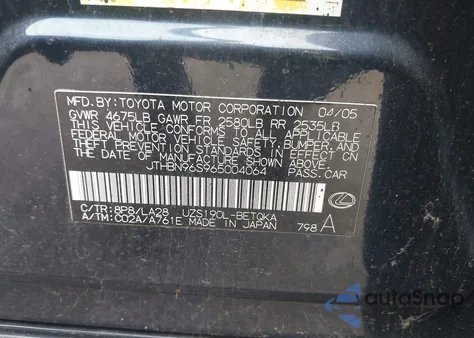 MFD. BY: TOYOTA MOTOR CORPORATION 04/05
GVWR 4675LB GAWR FR 2580LB RR 2535LB
THIS VEHICLE CONFORMS TO ALL APPLICABLE
FEDERAL MOTOR VEHICLE SAFETY, BUMPER, AND
THEFT PREVENTION STANDARDS IN EFFECT ON
THE DATE OF MANUFACTURE SHOWN ABOVE.
JTHBN96S965004064 PASS.CAR
C/TR: 8P8/LA28 UZS190L-BETQKA
A/TM: C02A/A761E MADE IN JAPAN 798 A
autoSnap